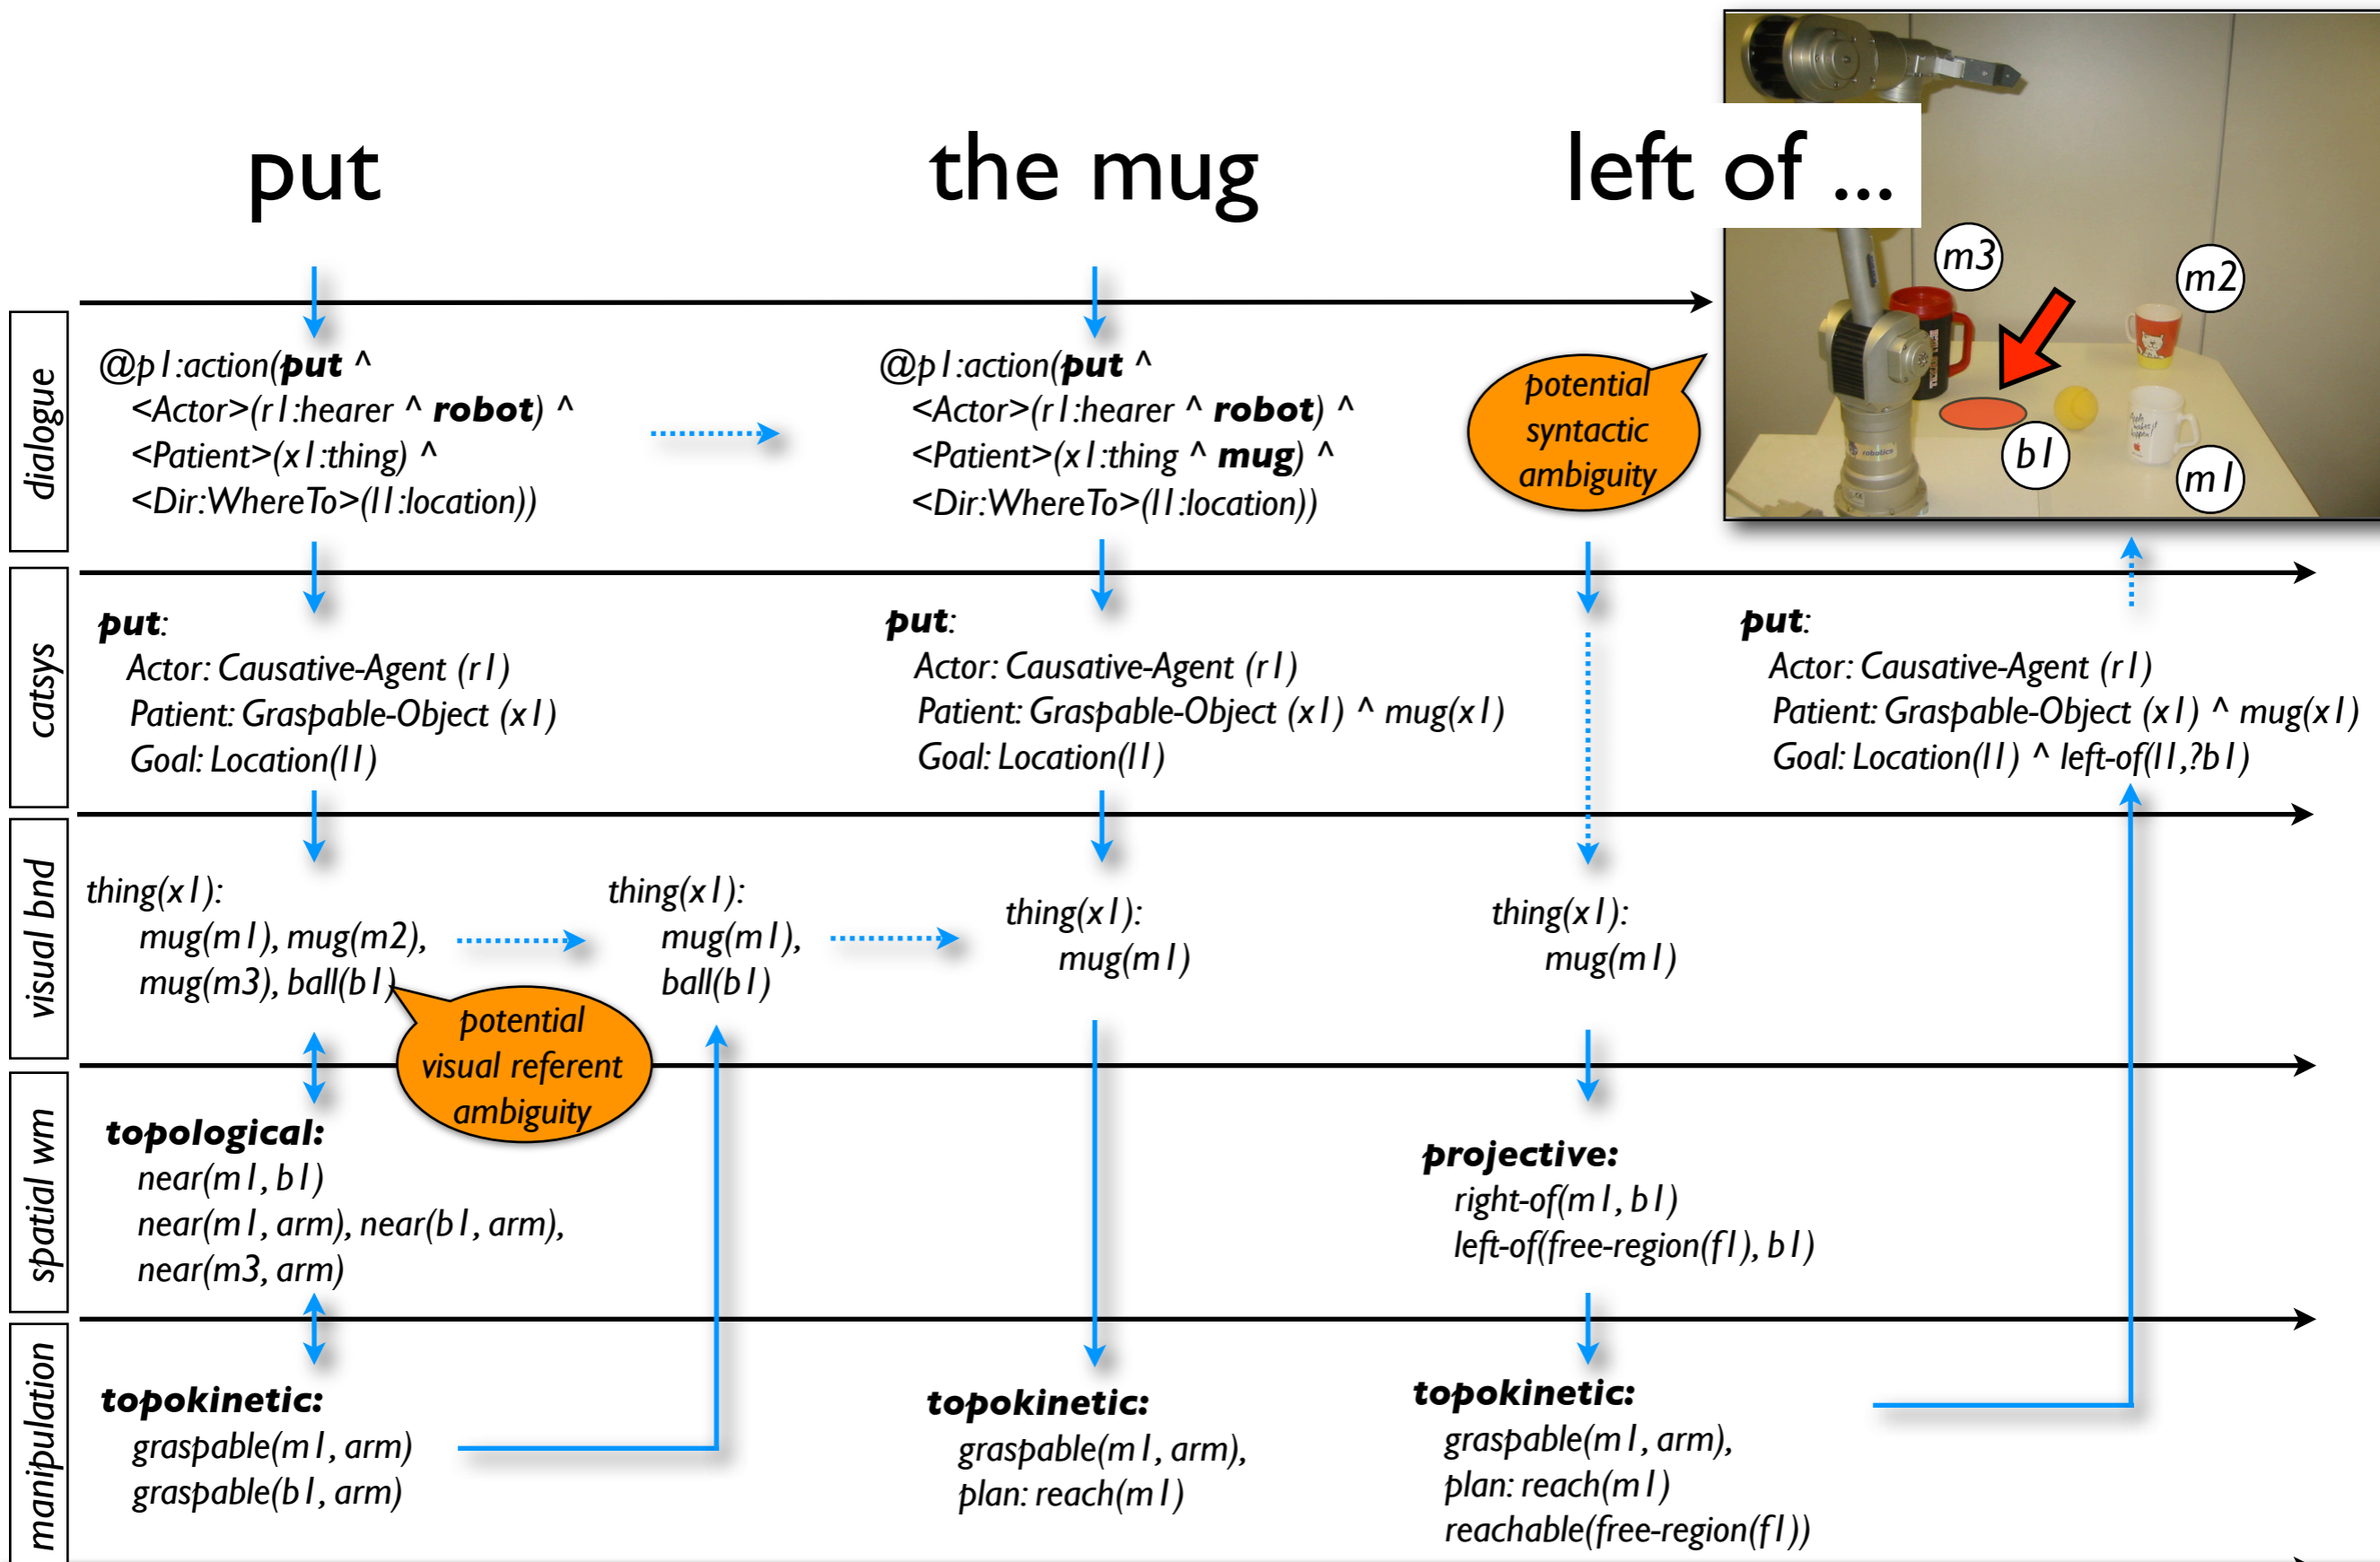 put
the mug
left of ...
m3
m2
b1
m1
robotics
dialogue
@p1:action(put ^
<Actor>(r1:hearer ^ robot) ^
<Patient>(x1:thing) ^
<Dir:WhereTo>(l1:location))
@p1:action(put ^
<Actor>(r1:hearer ^ robot) ^
<Patient>(x1:thing ^ mug) ^
<Dir:WhereTo>(l1:location))
potential
syntactic
ambiguity
catsys
put:
Actor: Causative-Agent (r1)
Patient: Graspable-Object (x1)
Goal: Location(l1)
put:
Actor: Causative-Agent (r1)
Patient: Graspable-Object (x1) ^ mug(x1)
Goal: Location(l1)
put:
Actor: Causative-Agent (r1)
Patient: Graspable-Object (x1) ^ mug(x1)
Goal: Location(l1) ^ left-of(l1,?b1)
visual bnd
thing(x1):
mug(m1), mug(m2),
mug(m3), ball(b1)
thing(x1):
mug(m1),
ball(b1)
thing(x1):
mug(m1)
thing(x1):
mug(m1)
potential
visual referent
ambiguity
spatial wm
topological:
near(m1, b1)
near(m1, arm), near(b1, arm),
near(m3, arm)
projective:
right-of(m1, b1)
left-of(free-region(f1), b1)
manipulation
topokinetic:
graspable(m1, arm)
graspable(b1, arm)
topokinetic:
graspable(m1, arm),
plan: reach(m1)
topokinetic:
graspable(m1, arm),
plan: reach(m1)
reachable(free-region(f1))